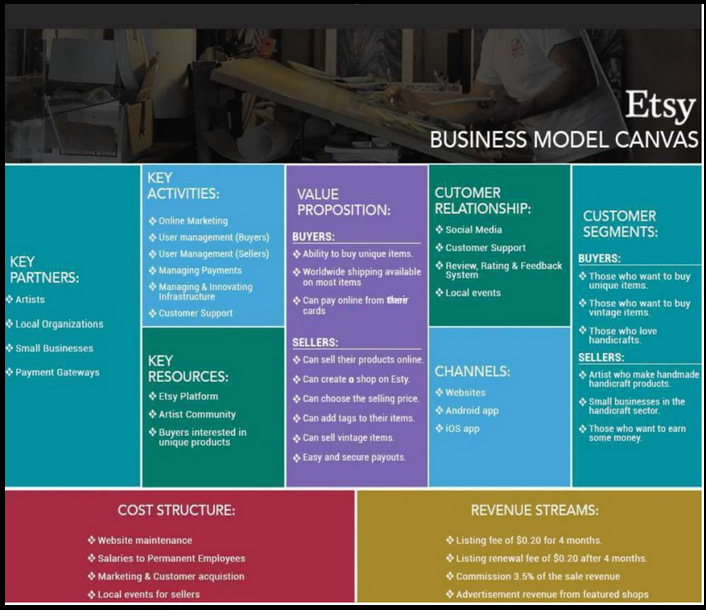 Etsy
BUSINESS MODEL CANVAS
KEY
PARTNERS:
❖ Artists
❖ Local Organizations
❖ Small Businesses
❖ Payment Gateways
KEY
ACTIVITIES:
❖ Online Marketing
❖ User management (Buyers)
❖ User Management (Sellers)
❖ Managing Payments
❖ Managing & Innovating
Infrastructure
❖ Customer Support
KEY
RESOURCES:
❖ Etsy Platform
❖ Artist Community
❖ Buyers interested in
unique products
VALUE
PROPOSITION:
BUYERS:
❖ Ability to buy unique items.
❖ Worldwide shipping available
on most items
❖ Can pay online from their
cards
SELLERS:
❖ Can sell their products online.
❖ Can create a shop on Esty.
❖ Can choose the selling price.
❖ Can add tags to their items.
❖ Can sell vintage items.
❖ Easy and secure payouts.
CUTOMER
RELATIONSHIP:
❖ Social Media
❖ Customer Support
❖ Review, Rating & Feedback
System
❖ Local events
CHANNELS:
❖ Websites
❖ Android app
❖ iOS app
CUSTOMER
SEGMENTS:
BUYERS:
❖ Those who want to buy
unique items.
❖ Those who want to buy
vintage items.
❖ Those who love
handicrafts.
SELLERS:
❖ Artist who make handmade
handicraft products.
❖ Small businesses in the
handicraft sector.
❖ Those who want to earn
some money.
COST STRUCTURE:
❖ Website maintenance
❖ Salaries to Permanent Employees
❖ Marketing & Customer acquistion
❖ Local events for sellers
REVENUE STREAMS:
❖ Listing fee of $0.20 for 4 months.
❖ Listing renewal fee of $0.20 after 4 months.
❖ Commission 3.5% of the sale revenue
❖ Advertisement revenue from featured shops